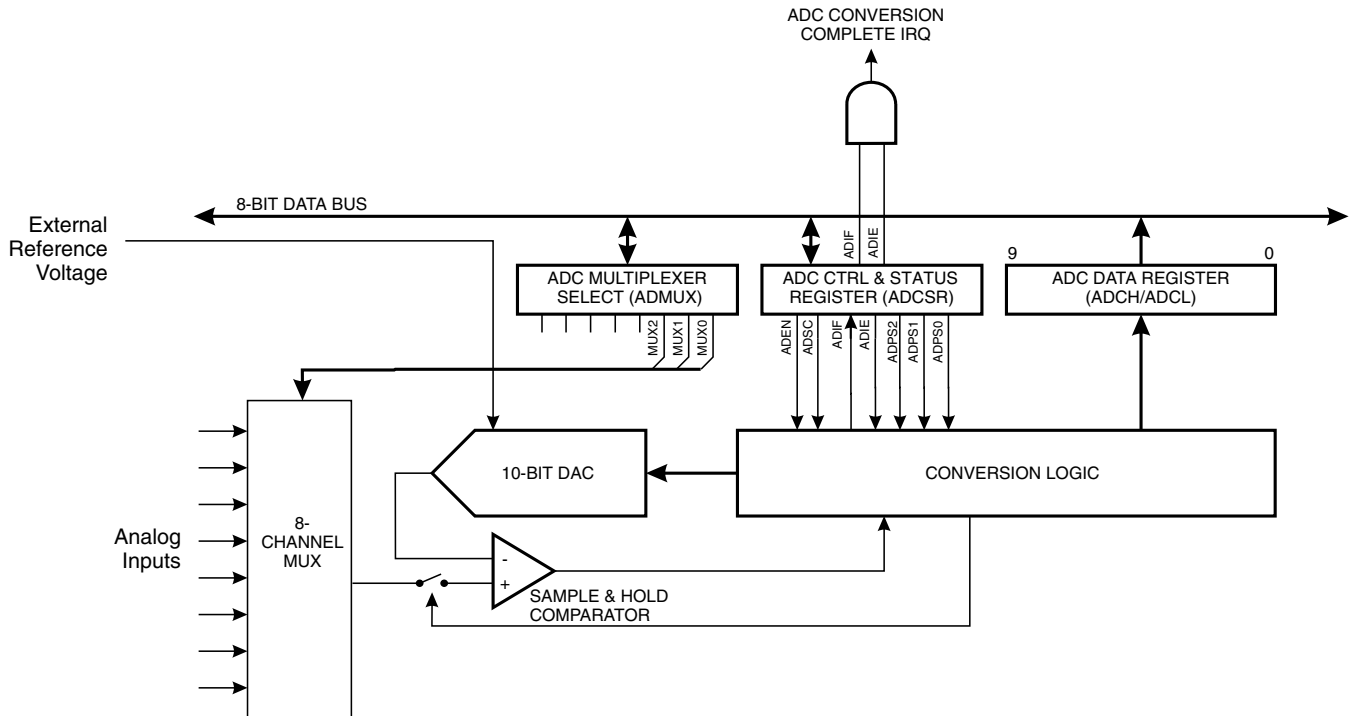 ADC CONVERSION
COMPLETE IRQ
8-BIT DATA BUS
External
Reference
Voltage
ADIF
ADIE
9
0
ADC MULTIPLEXER
SELECT (ADMUX)
ADC CTRL & STATUS
REGISTER (ADCSR)
ADC DATA REGISTER
(ADCH/ADCL)
MUX2
MUX1
MUX0
ADEN
ADSC
ADIF
ADIE
ADPS2
ADPS1
ADPS0
10-BIT DAC
CONVERSION LOGIC
Analog
Inputs
8-
CHANNEL
MUX
-
+
SAMPLE & HOLD
COMPARATOR